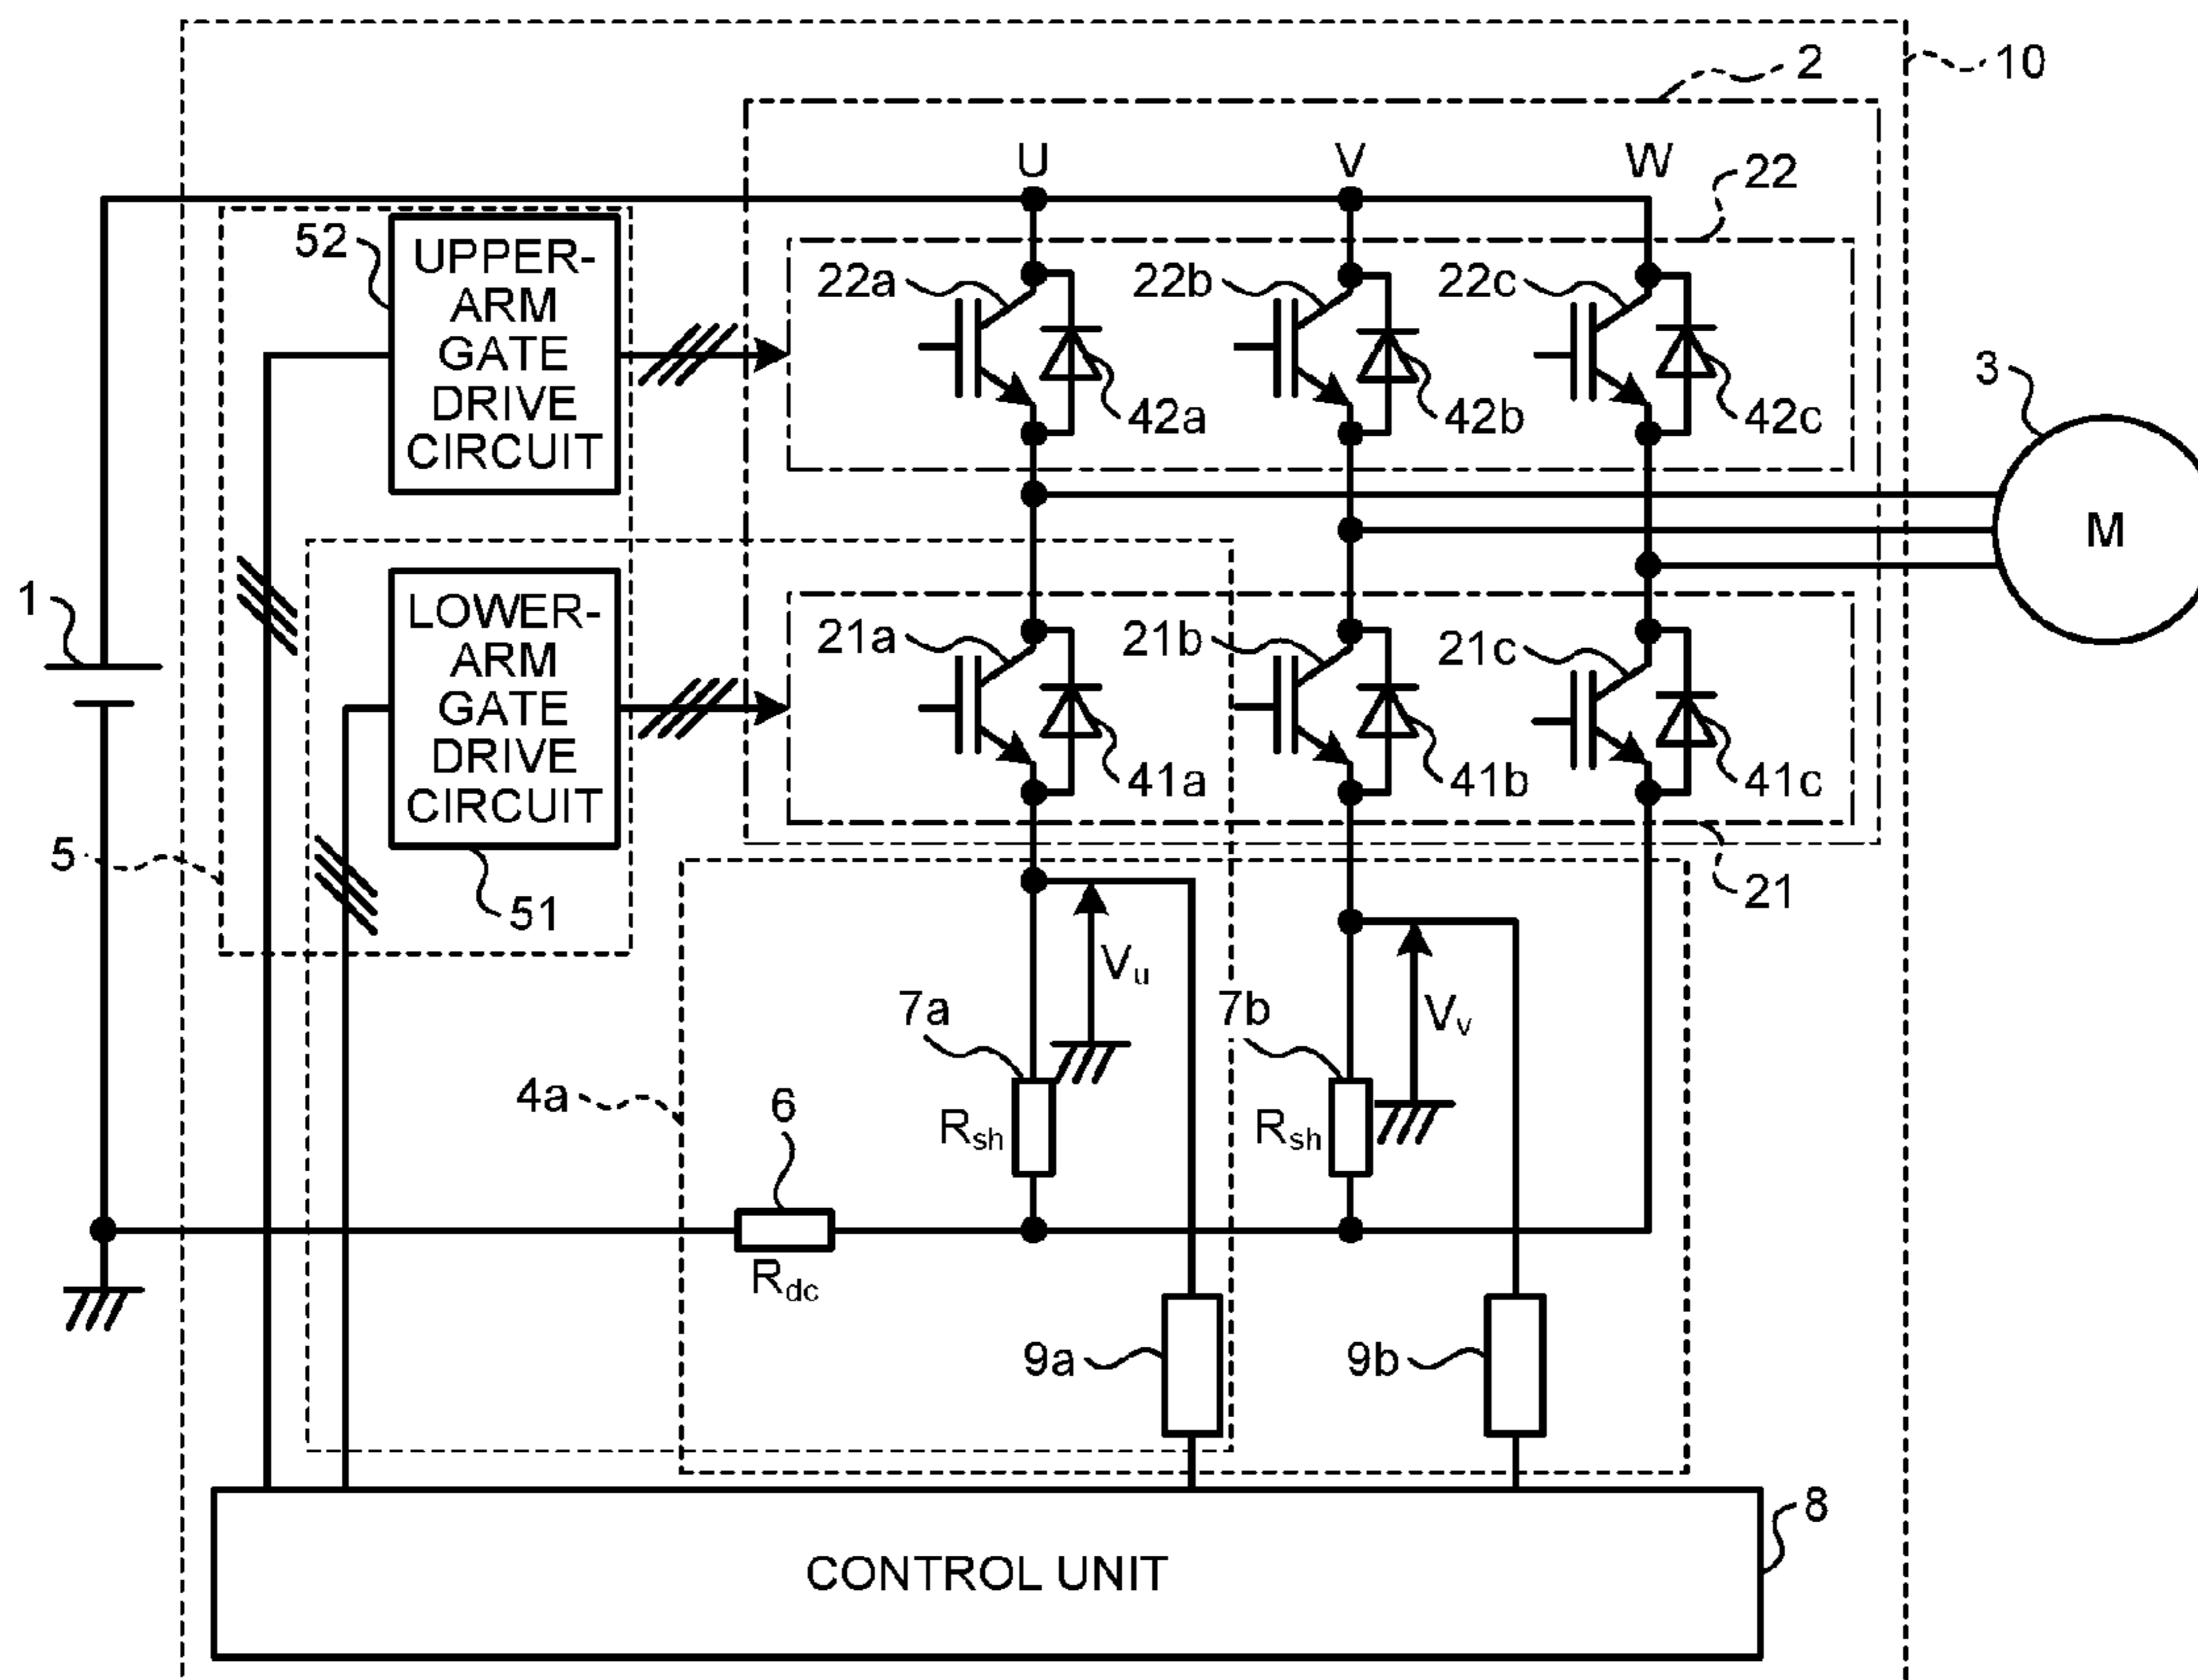 2
10
U V W
22
52
UPPER-
ARM
GATE
DRIVE
CIRCUIT
22a 22b 22c
42a 42b 42c
3
M
1
LOWER-
ARM
GATE
DRIVE
CIRCUIT
21a 21b 21c
41a 41b 41c
5
51
21
Vu
Vv
7a 7b
4a
6
Rsh Rsh
Rdc
9a 9b
8
CONTROL UNIT